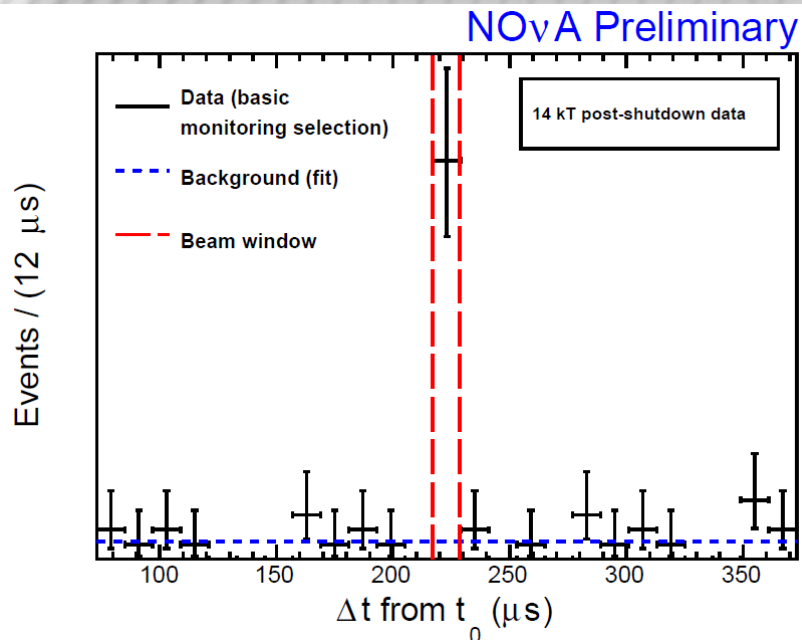 NOνA Preliminary
Data (basic
monitoring selection)
14 kT post-shutdown data
Background (fit)
Beam window
Events / (12 μs)
100 150 200 250 300 350
Δt from t₀ (μs)